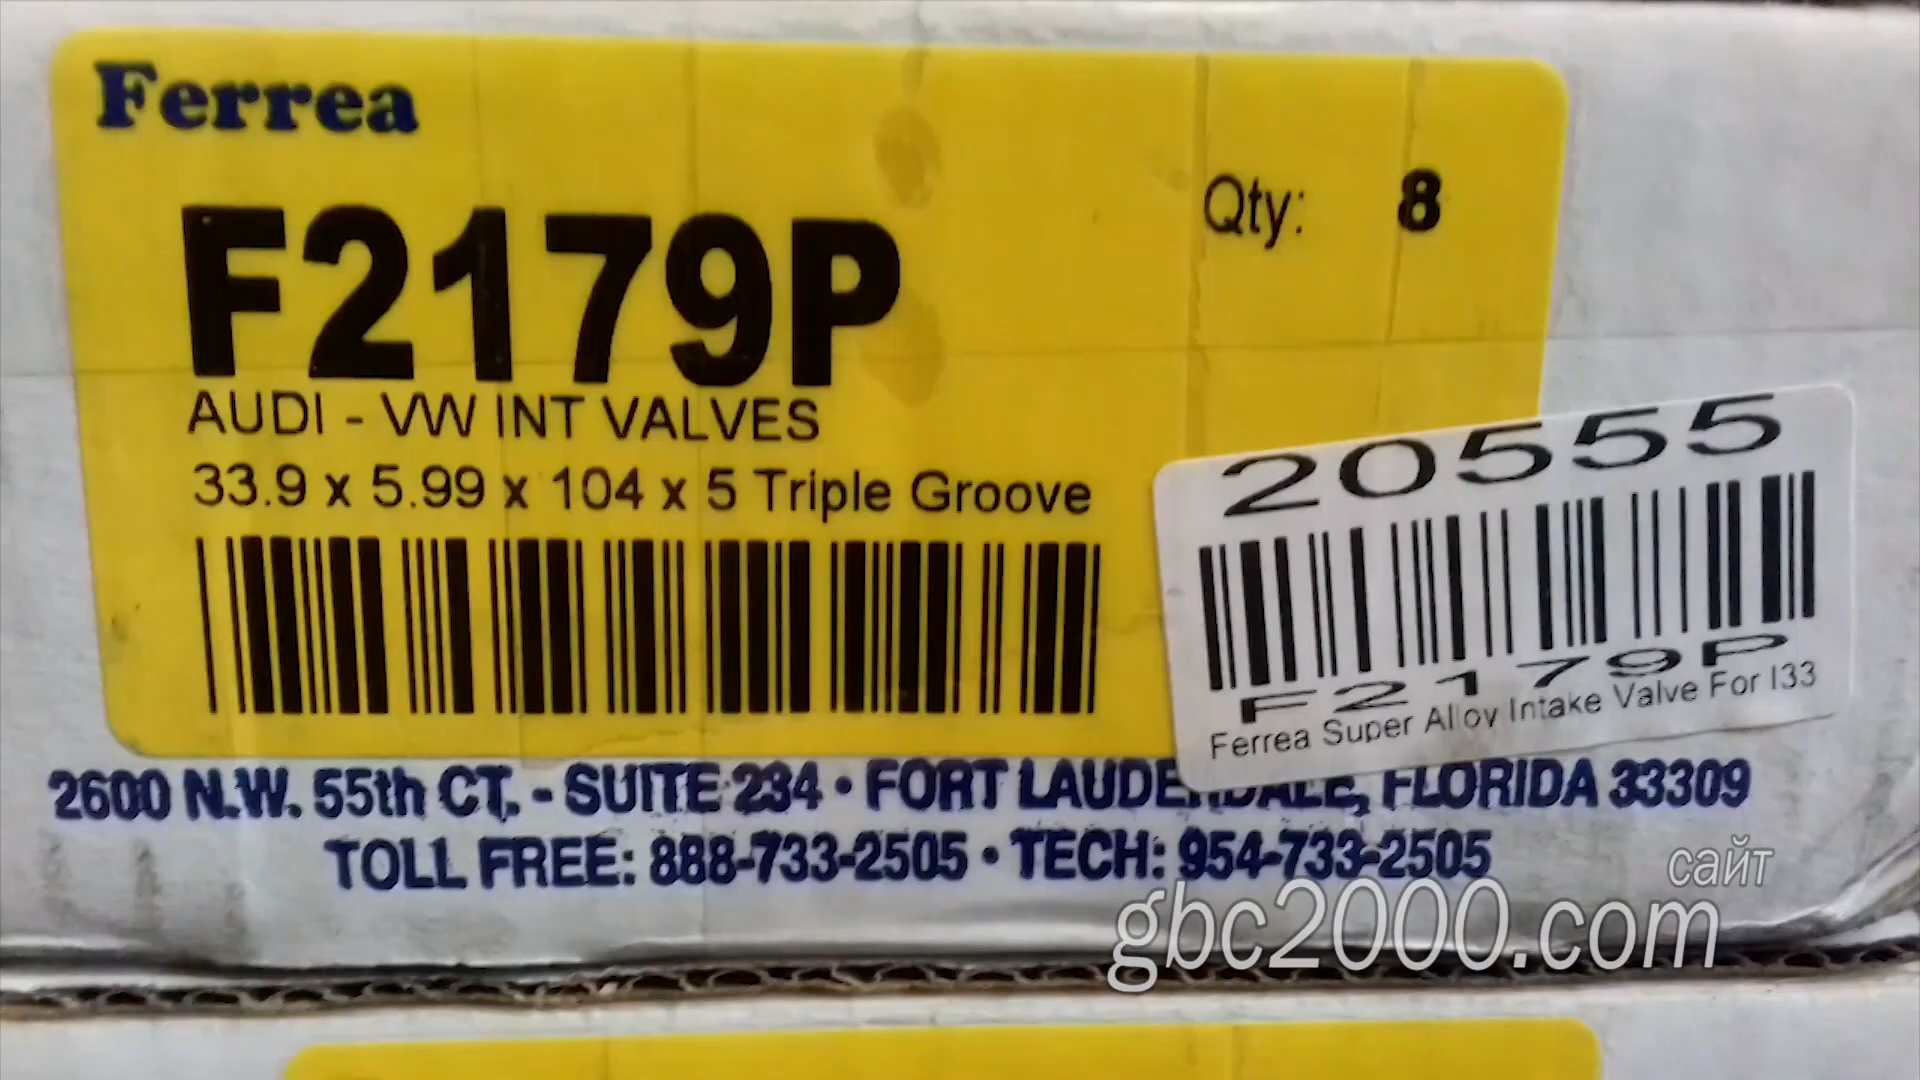 Ferrea
Qty: 8
F2179P
AUDI - VW INT VALVES
33.9 x 5.99 x 104 x 5 Triple Groove
20555
F2179P
Ferrea Super Alloy Intake Valve For I33
2600 N.W. 55th CT. - SUITE 234 • FORT LAUDERDALE, FLORIDA 33309
TOLL FREE: 888-733-2505 • TECH: 954-733-2505
сайт
gbc2000.com